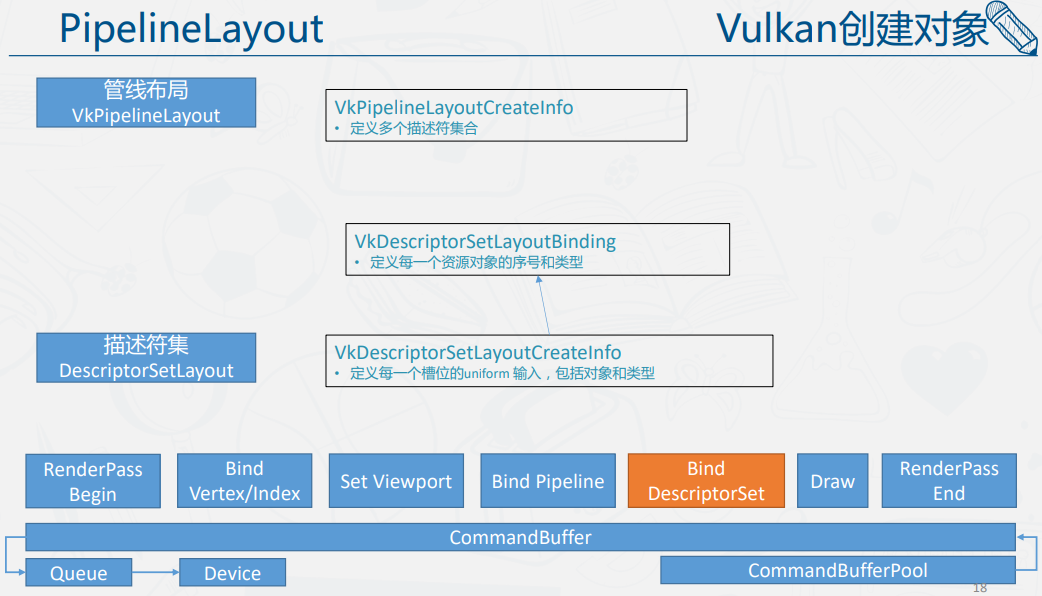 PipelineLayout
Vulkan创建对象
管线布局
VkPipelineLayout
VkPipelineLayoutCreateInfo
• 定义多个描述符集合
VkDescriptorSetLayoutBinding
• 定义每一个资源对象的序号和类型
描述符集
DescriptorSetLayout
VkDescriptorSetLayoutCreateInfo
• 定义每一个槽位的uniform 输入，包括对象和类型
RenderPass
Begin
Bind
Vertex/Index
Set Viewport
Bind Pipeline
Bind
DescriptorSet
Draw
RenderPass
End
CommandBuffer
Queue
Device
CommandBufferPool
18